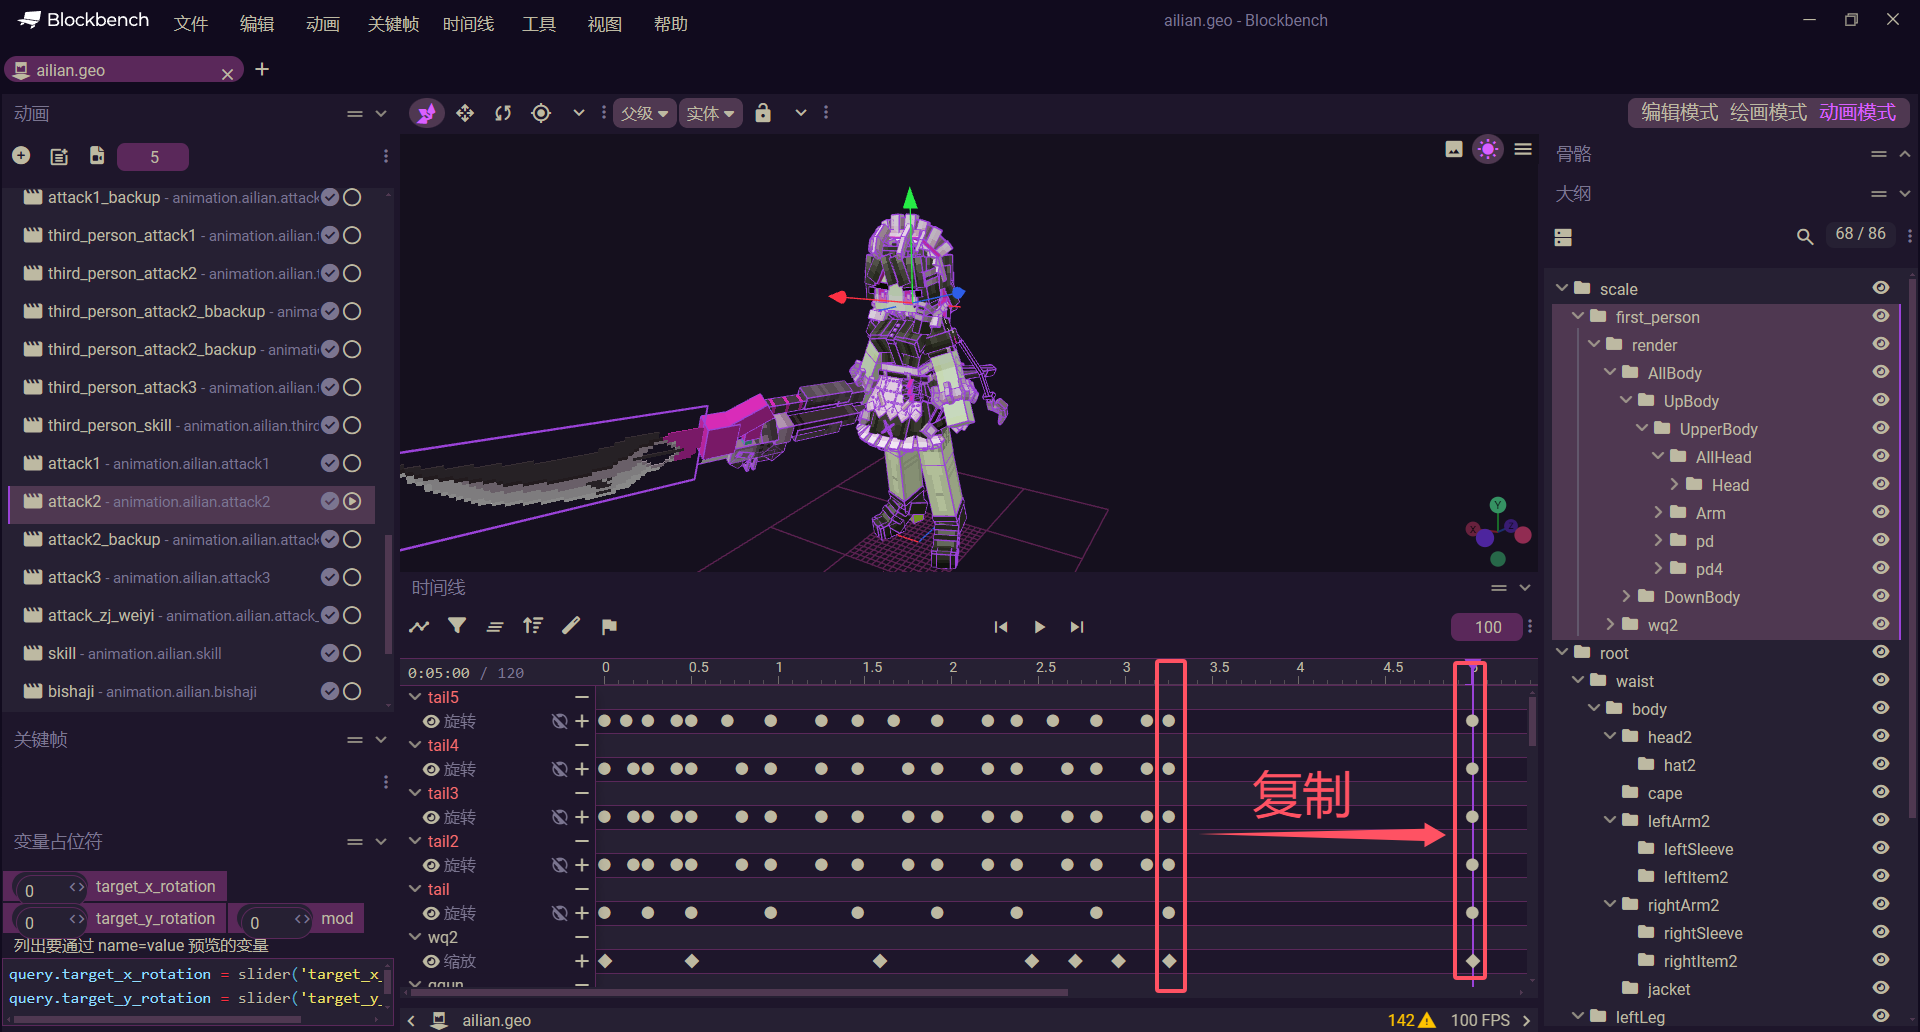 Blockbench 文件 编辑 动画 关键帧 时间线 工具 视图 帮助
ailian.geo - Blockbench
ailian.geo
动画
5
attack1_backup - animation.ailian.attack
third_person_attack1 - animation.ailian.t
third_person_attack2 - animation.ailian.t
third_person_attack2_bbackup - anima
third_person_attack2_backup - animati
third_person_attack3 - animation.ailian.t
third_person_skill - animation.ailian.third
attack1 - animation.ailian.attack1
attack2 - animation.ailian.attack2
attack2_backup - animation.ailian.attack
attack3 - animation.ailian.attack3
attack_zj_weiyi - animation.ailian.attack_
skill - animation.ailian.skill
bishaji - animation.ailian.bishaji
关键帧
变量占位符
0 target_x_rotation
0 target_y_rotation 0 mod
列出要通过 name=value 预览的变量
query.target_x_rotation = slider('target_x_
query.target_y_rotation = slider('target_y_
父级 实体
Y
X
Z
时间线
100
0:05:00 / 120
0 0.5 1 1.5 2 2.5 3 3.5 4 4.5 5
tail5
旋转
tail4
旋转
tail3
旋转
tail2
旋转
tail
旋转
wq2
缩放
复制
ailian.geo
142 100 FPS
编辑模式 绘画模式 动画模式
骨骼
大纲
68 / 86
scale
first_person
render
AllBody
UpBody
UpperBody
AllHead
Head
Arm
pd
pd4
DownBody
wq2
root
waist
body
head2
hat2
cape
leftArm2
leftSleeve
leftItem2
rightArm2
rightSleeve
rightItem2
jacket
leftLeg